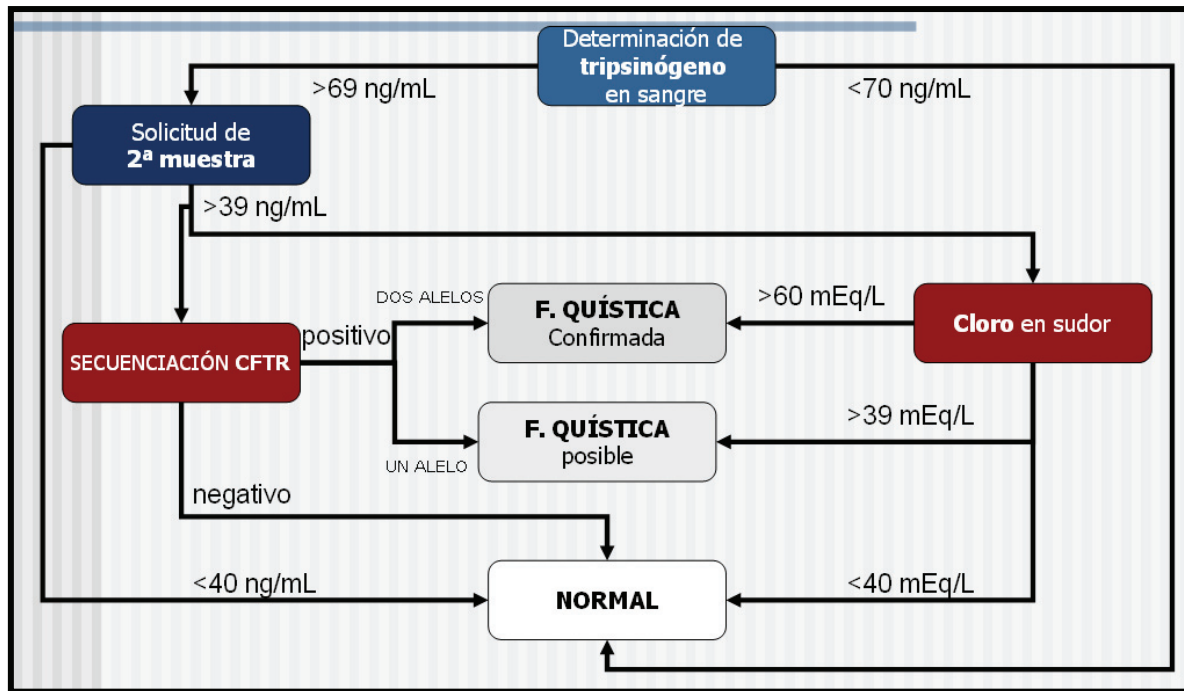 Determinación de
tripsinógeno
en sangre
>69 ng/mL
<70 ng/mL
Solicitud de
2ª muestra
>39 ng/mL
DOS ALELOS
F. QUÍSTICA
Confirmada
>60 mEq/L
Cloro en sudor
SECUENCIACIÓN CFTR
positivo
F. QUÍSTICA
posible
>39 mEq/L
UN ALELO
negativo
<40 ng/mL
NORMAL
<40 mEq/L